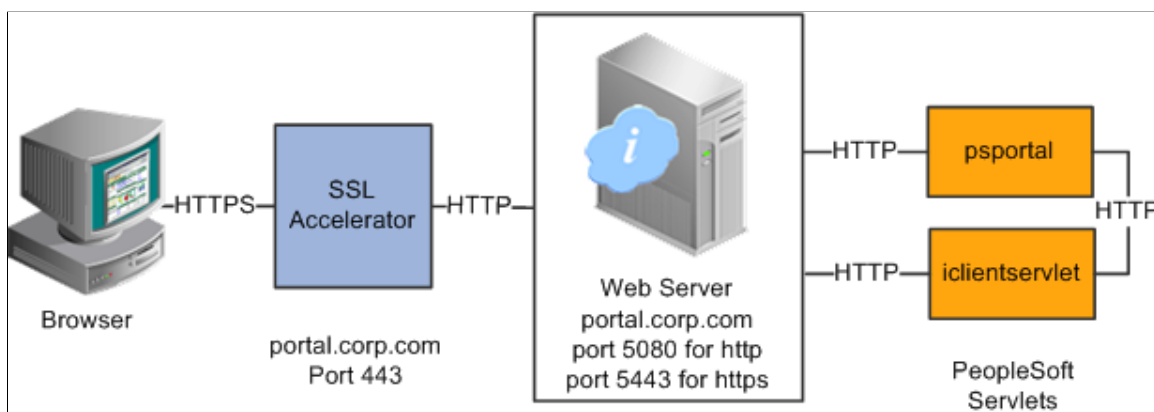 Browser
HTTPS
SSL
Accelerator
portal.corp.com
Port 443
HTTP
i
Web Server
portal.corp.com
port 5080 for http
port 5443 for https
HTTP
psportal
HTTP
HTTP
iclientservlet
PeopleSoft
Servlets